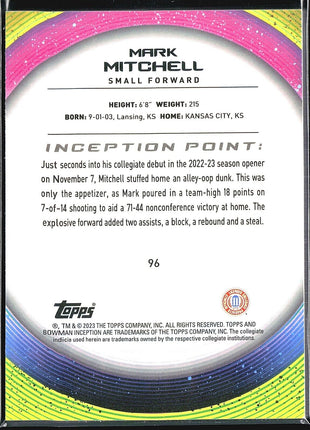 MARK
MITCHELL
SMALL FORWARD
HEIGHT: 6'8" WEIGHT: 215
BORN: 9-01-03, Lansing, KS HOME: KANSAS CITY, KS
INCEPTION POINT:
Just seconds into his collegiate debut in the 2022-23 season opener
on November 7, Mitchell stuffed home an alley-oop dunk. This was
only the appetizer, as Mark poured in a team-high 18 points on
7-of-14 shooting to aid a 71-44 nonconference victory at home. The
explosive forward added two assists, a block, a rebound and a steal.
96
Topps
®, TM & © 2023 THE TOPPS COMPANY, INC. ALL RIGHTS RESERVED. TOPPS AND
BOWMAN INCEPTION ARE TRADEMARKS OF THE TOPPS COMPANY, INC. The collegiate
indicia used herein are trademarks owned by the respective collegiate institutions.